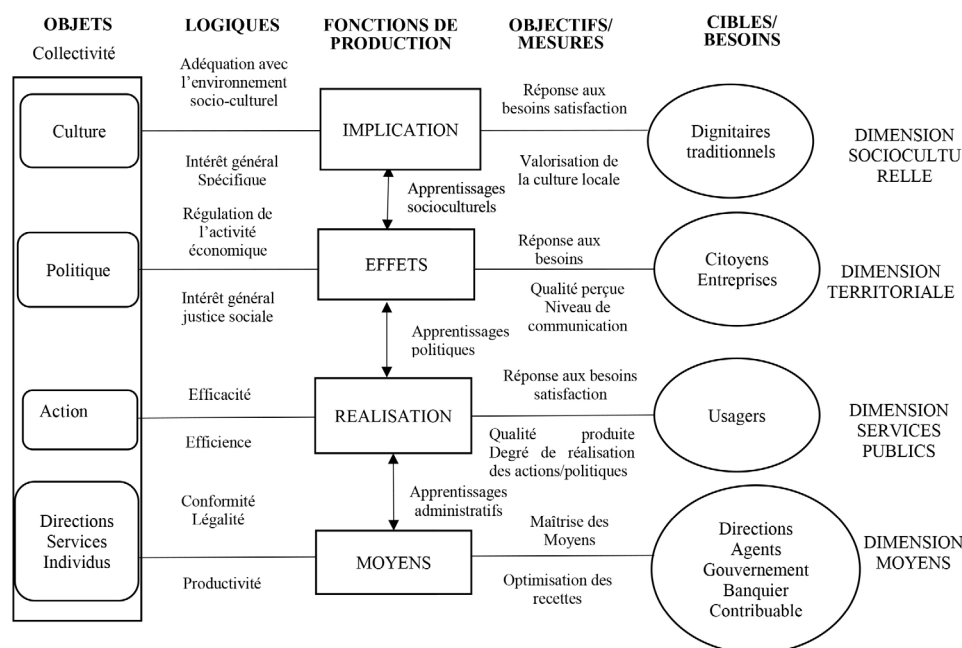 OBJETS
Collectivité
LOGIQUES
FONCTIONS DE
PRODUCTION
OBJECTIFS/
MESURES
CIBLES/
BESOINS
Culture
Adéquation avec
l'environnement
socio-culturel
Intérêt général
Spécifique
IMPLICATION
Réponse aux
besoins satisfaction
Valorisation de
la culture locale
Dignitaires
traditionnels
DIMENSION
SOCIOCULTU
RELLE
Apprentissages
socioculturels
Politique
Régulation de
l'activité
économique
Intérêt général
justice sociale
EFFETS
Réponse aux
besoins
Qualité perçue
Niveau de
communication
Citoyens
Entreprises
DIMENSION
TERRITORIALE
Apprentissages
politiques
Action
Efficacité
Efficience
REALISATION
Réponse aux besoins
satisfaction
Qualité produite
Degré de réalisation
des actions/politiques
Usagers
DIMENSION
SERVICES
PUBLICS
Apprentissages
administratifs
Directions
Services
Individus
Conformité
Légalité
Productivité
MOYENS
Maîtrise des
Moyens
Optimisation des
recettes
Directions
Agents
Gouvernement
Banquier
Contribuable
DIMENSION
MOYENS